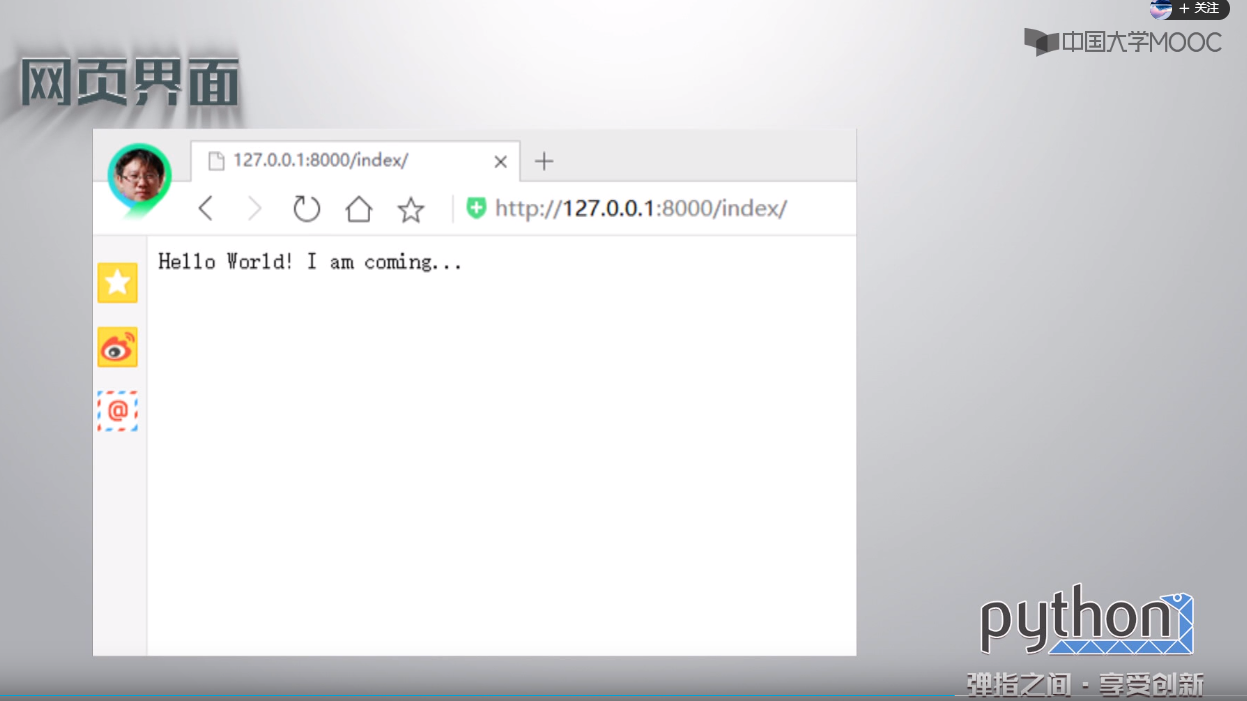 + 关注
中国大学MOOC
网页界面
127.0.0.1:8000/index/
http://127.0.0.1:8000/index/
Hello World! I am coming...
@
python
弹指之间·享受创新